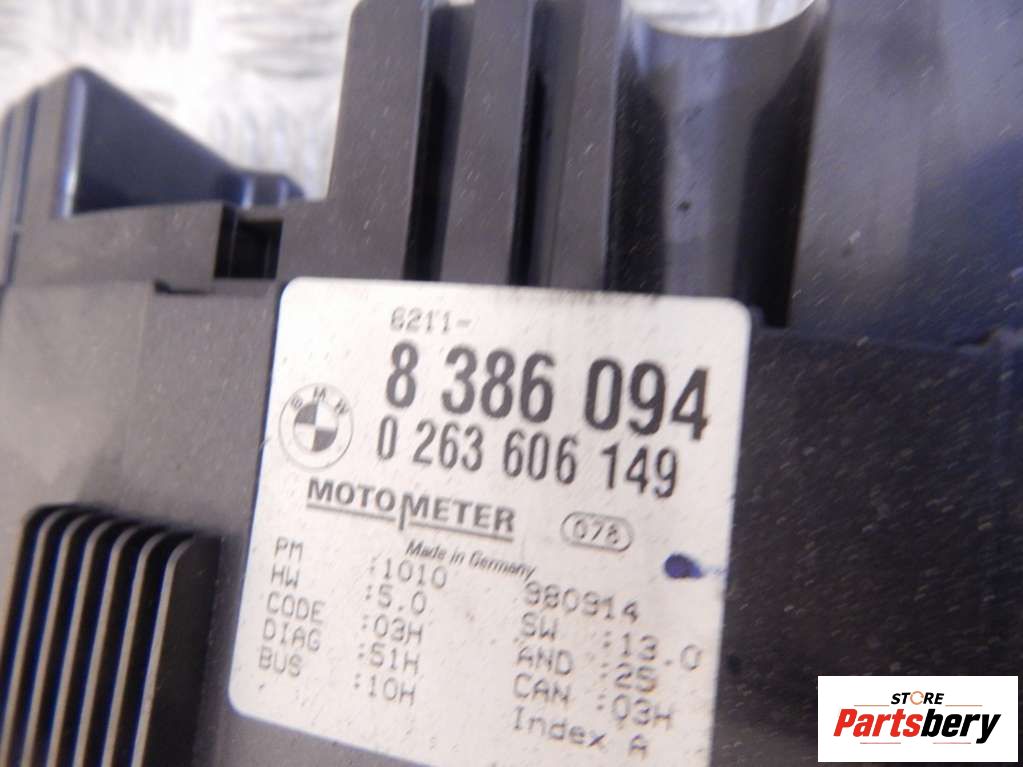 6211-
8 386 094
BMW
0 263 606 149
MOTOMETER
078
Made in Germany
PM :1010 980914
HW :5.0 SW :13.0
CODE :03H AND :25
DIAG :51H CAN :03H
BUS :10H Index A
STORE
Partsbery